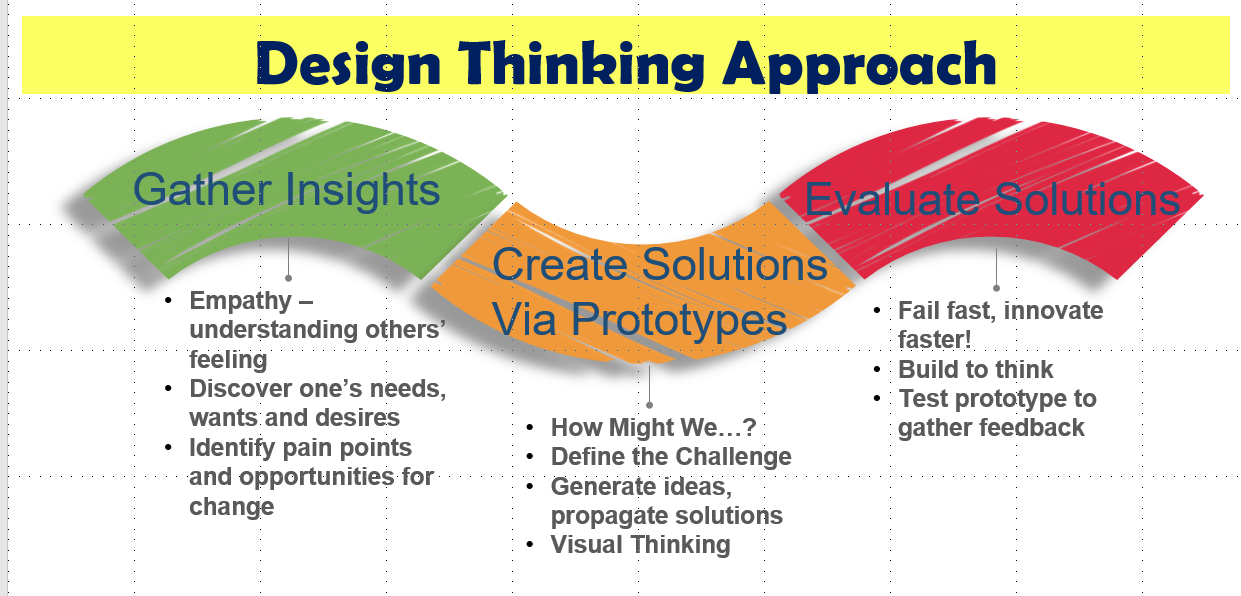 Design Thinking Approach
Gather Insights
• Empathy –
understanding others’
feeling
• Discover one’s needs,
wants and desires
• Identify pain points
and opportunities for
change
Create Solutions
Via Prototypes
• How Might We…?
• Define the Challenge
• Generate ideas,
propagate solutions
• Visual Thinking
Evaluate Solutions
• Fail fast, innovate
faster!
• Build to think
• Test prototype to
gather feedback